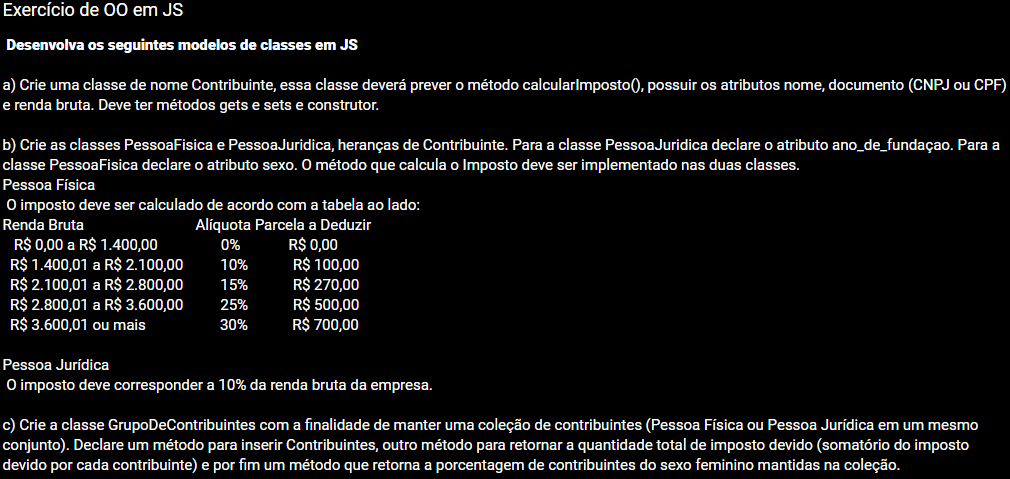 Exercício de OO em JS
Desenvolva os seguintes modelos de classes em JS
a) Crie uma classe de nome Contribuinte, essa classe deverá prever o método calcularImposto(), possuir os atributos nome, documento (CNPJ ou CPF)
e renda bruta. Deve ter métodos gets e sets e construtor.
b) Crie as classes PessoaFisica e PessoaJuridica, heranças de Contribuinte. Para a classe PessoaJuridica declare o atributo ano_de_fundaçao. Para a
classe PessoaFisica declare o atributo sexo. O método que calcula o Imposto deve ser implementado nas duas classes.
Pessoa Física
O imposto deve ser calculado de acordo com a tabela ao lado:
Renda Bruta Alíquota Parcela a Deduzir
R$ 0,00 a R$ 1.400,00 0% R$ 0,00
R$ 1.400,01 a R$ 2.100,00 10% R$ 100,00
R$ 2.100,01 a R$ 2.800,00 15% R$ 270,00
R$ 2.800,01 a R$ 3.600,00 25% R$ 500,00
R$ 3.600,01 ou mais 30% R$ 700,00
Pessoa Jurídica
O imposto deve corresponder a 10% da renda bruta da empresa.
c) Crie a classe GrupoDeContribuintes com a finalidade de manter uma coleção de contribuintes (Pessoa Física ou Pessoa Jurídica em um mesmo
conjunto). Declare um método para inserir Contribuintes, outro método para retornar a quantidade total de imposto devido (somatório do imposto
devido por cada contribuinte) e por fim um método que retorna a porcentagem de contribuintes do sexo feminino mantidas na coleção.